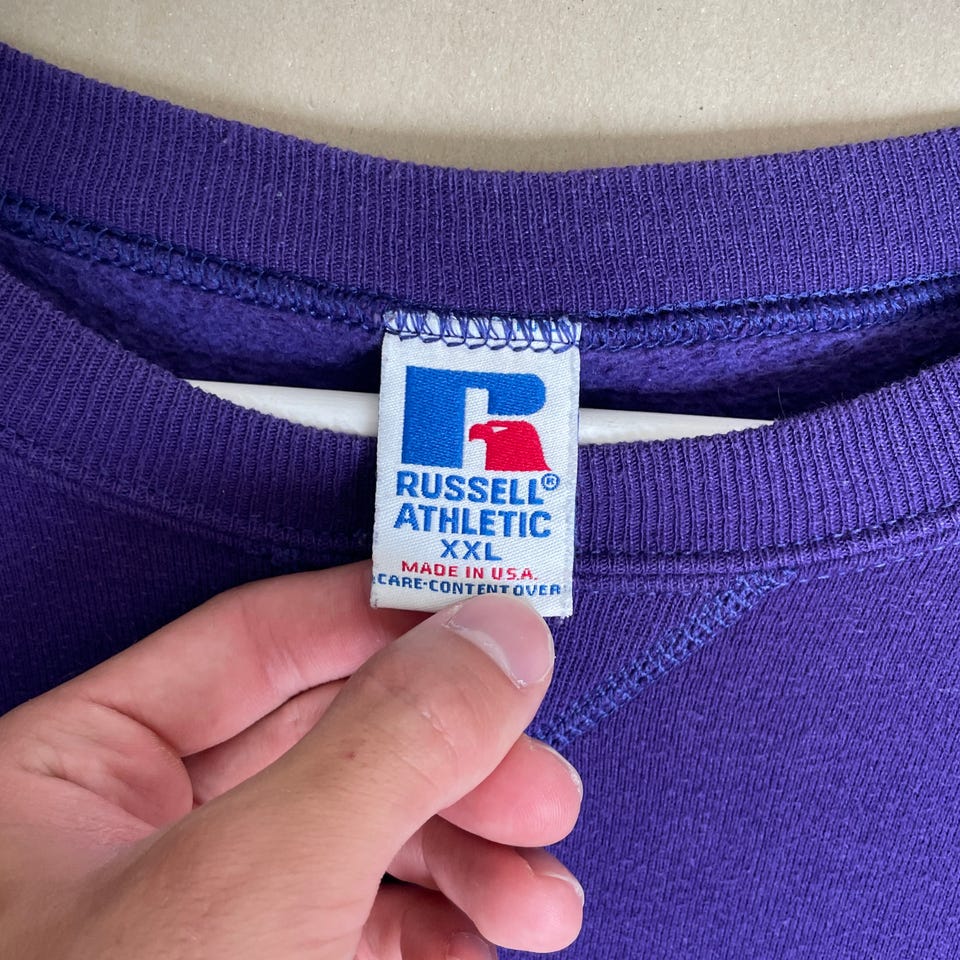 RUSSELL®
ATHLETIC
XXL
MADE IN U.S.A.
CARE-CONTENT OVER